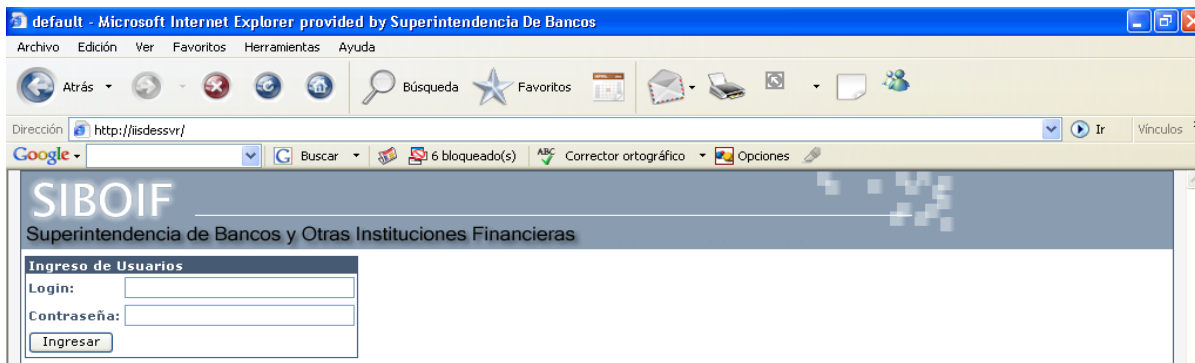 default - Microsoft Internet Explorer provided by Superintendencia De Bancos
Archivo Edición Ver Favoritos Herramientas Ayuda
Atrás Búsqueda Favoritos
Dirección http://iisdessvr/ Ir Vínculos
Google Buscar 6 bloqueado(s) ABC Corrector ortográfico Opciones
SIBOIF
Superintendencia de Bancos y Otras Instituciones Financieras
Ingreso de Usuarios
Login:
Contraseña:
Ingresar